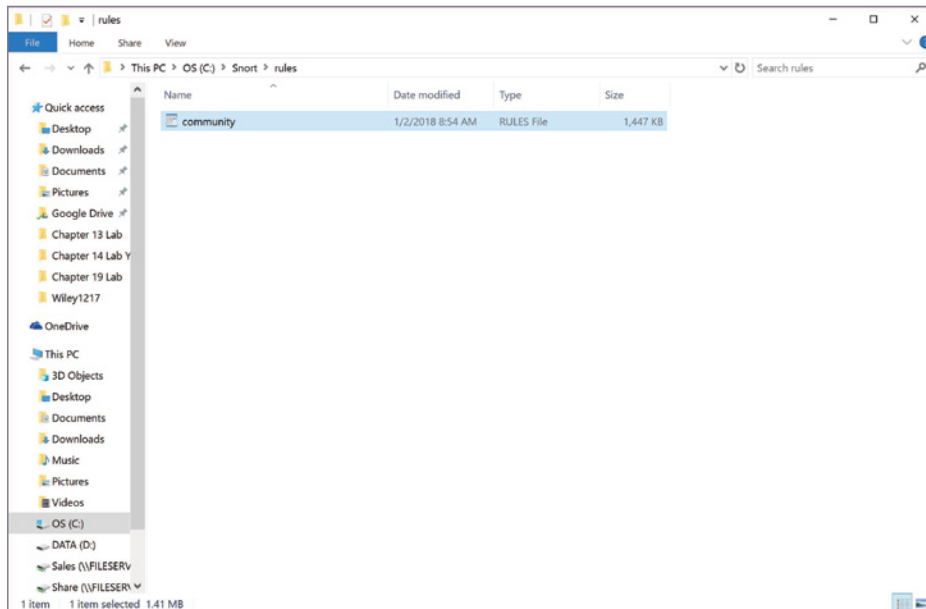 rules
File Home Share View
This PC > OS (C:) > Snort > rules
Search rules
Name Date modified Type Size
community 1/2/2018 8:54 AM RULES File 1,447 KB
Quick access
Desktop
Downloads
Documents
Pictures
Google Drive
Chapter 13 Lab
Chapter 14 Lab Y
Chapter 19 Lab
Wiley1217
OneDrive
This PC
3D Objects
Desktop
Documents
Downloads
Music
Pictures
Videos
OS (C:)
DATA (D:)
Sales (\\FILESERV
Share (\\FILESERV
1 item 1 item selected 1.41 MB